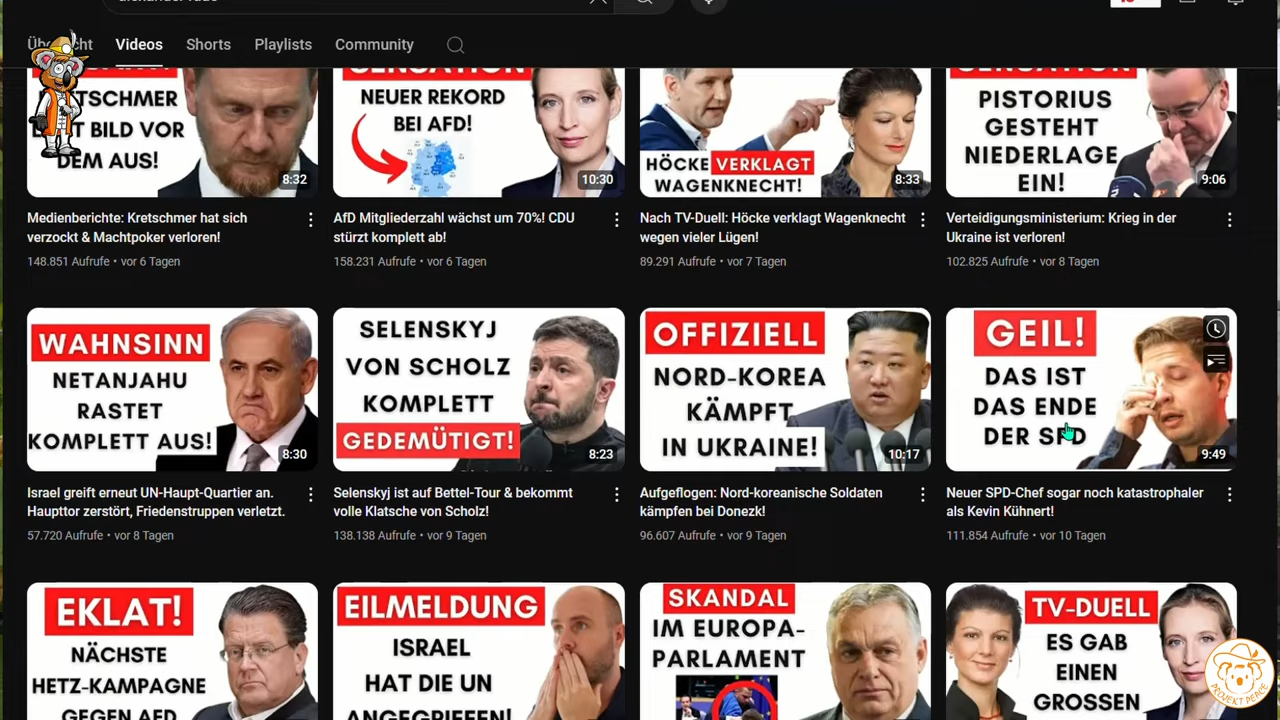 Übersicht
Videos
Shorts
Playlists
Community
KRETSCHMER
BILD VOR
DEM AUS!
8:32
SENSATION
NEUER REKORD
BEI AFD!
10:30
HÖCKE VERKLAGT
WAGENKNECHT!
8:33
SENSATION
PISTORIUS
GESTEHT
NIEDERLAGE
EIN!
9:06
Medienberichte: Kretschmer hat sich
verzockt & Machtpoker verloren!
148.851 Aufrufe • vor 6 Tagen
AfD Mitgliederzahl wächst um 70%! CDU
stürzt komplett ab!
158.231 Aufrufe • vor 6 Tagen
Nach TV-Duell: Höcke verklagt Wagenknecht
wegen vieler Lügen!
89.291 Aufrufe • vor 7 Tagen
Verteidigungsministerium: Krieg in der
Ukraine ist verloren!
102.825 Aufrufe • vor 8 Tagen
WAHNSINN
NETANJAHU
RASTET
KOMPLETT AUS!
8:30
SELENSKYJ
VON SCHOLZ
KOMPLETT
GEDEMÜTIGT!
8:23
OFFIZIELL
NORD-KOREA
KÄMPFT
IN UKRAINE!
10:17
GEIL!
DAS IST
DAS ENDE
DER SPD
9:49
Israel greift erneut UN-Haupt-Quartier an.
Haupttor zerstört, Friedenstruppen verletzt.
57.720 Aufrufe • vor 8 Tagen
Selenskyj ist auf Bettel-Tour & bekommt
volle Klatsche von Scholz!
138.138 Aufrufe • vor 9 Tagen
Aufgeflogen: Nord-koreanische Soldaten
kämpfen bei Donezk!
96.607 Aufrufe • vor 9 Tagen
Neuer SPD-Chef sogar noch katastrophaler
als Kevin Kühnert!
111.854 Aufrufe • vor 10 Tagen
EKLAT!
NÄCHSTE
HETZ-KAMPAGNE
GEGEN AFD
EILMELDUNG
ISRAEL
HAT DIE UN
ANGEGRIFFEN!
SKANDAL
IM EUROPA-
PARLAMENT
TV-DUELL
ES GAB
EINEN
GROSSEN
PROJEKT PEACE